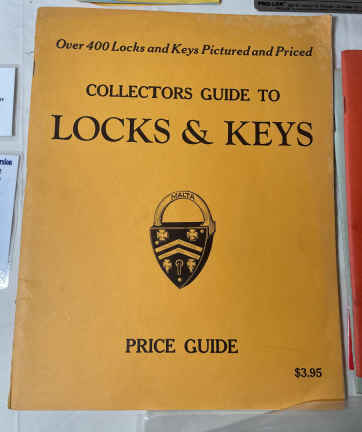 Over 400 Locks and Keys Pictured and Priced
COLLECTORS GUIDE TO
LOCKS & KEYS
MALTA
PRICE GUIDE
$3.95